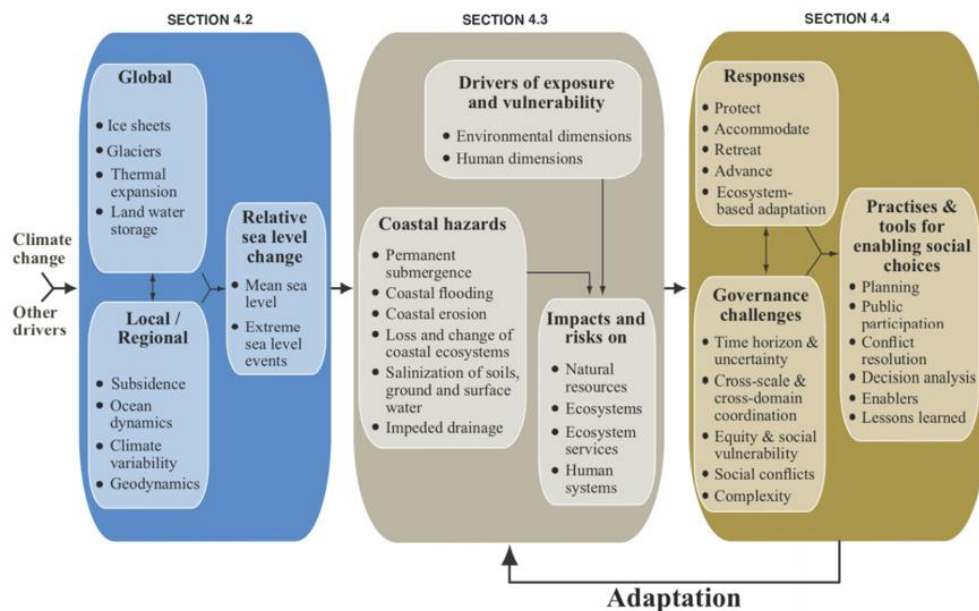 SECTION 4.2
Global
• Ice sheets
• Glaciers
• Thermal
expansion
• Land water
storage
Climate
change
Other
drivers
Local /
Regional
• Subsidence
• Ocean
dynamics
• Climate
variability
• Geodynamics
Relative
sea level
change
• Mean sea
level
• Extreme
sea level
events
SECTION 4.3
Drivers of exposure
and vulnerability
• Environmental dimensions
• Human dimensions
Coastal hazards
• Permanent
submergence
• Coastal flooding
• Coastal erosion
• Loss and change of
coastal ecosystems
• Salinization of soils,
ground and surface
water
• Impeded drainage
Impacts and
risks on
• Natural
resources
• Ecosystems
• Ecosystem
services
• Human
systems
SECTION 4.4
Responses
• Protect
• Accommodate
• Retreat
• Advance
• Ecosystem-
based adaptation
Governance
challenges
• Time horizon &
uncertainty
• Cross-scale &
cross-domain
coordination
• Equity & social
vulnerability
• Social conflicts
• Complexity
Practises &
tools for
enabling social
choices
• Planning
• Public
participation
• Conflict
resolution
• Decision analysis
• Enablers
• Lessons learned
Adaptation